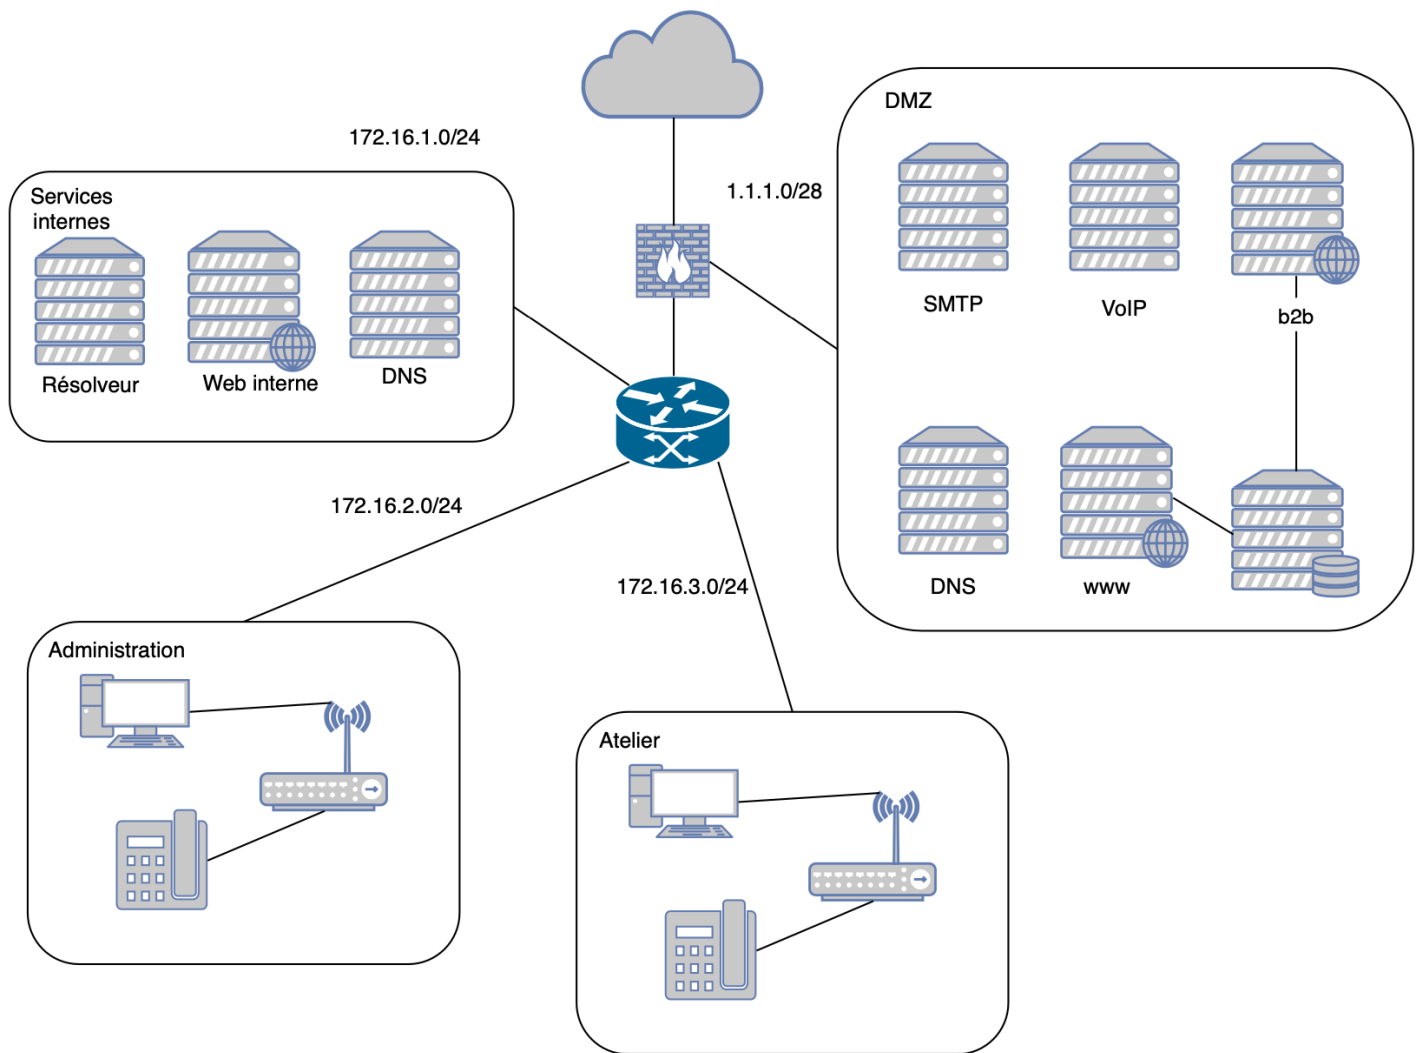 172.16.1.0/24
DMZ
1.1.1.0/28
Services
internes
SMTP
VoIP
b2b
Résolveur
Web interne
DNS
172.16.2.0/24
172.16.3.0/24
DNS
www
Administration
Atelier